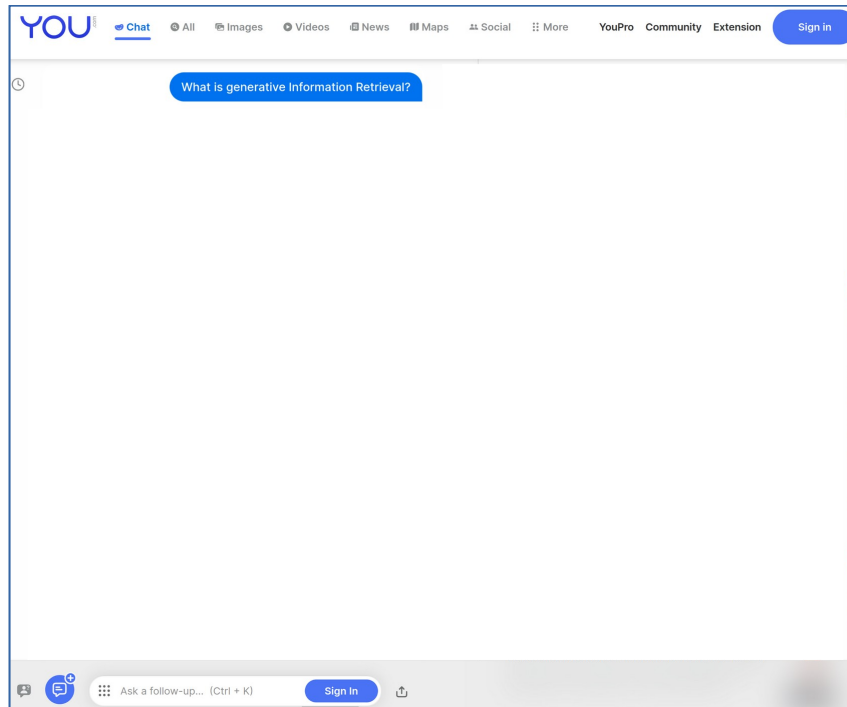 YOU.com Chat All Images Videos News Maps Social More YouPro Community Extension Sign in
What is generative Information Retrieval?
Ask a follow-up... (Ctrl + K) Sign In